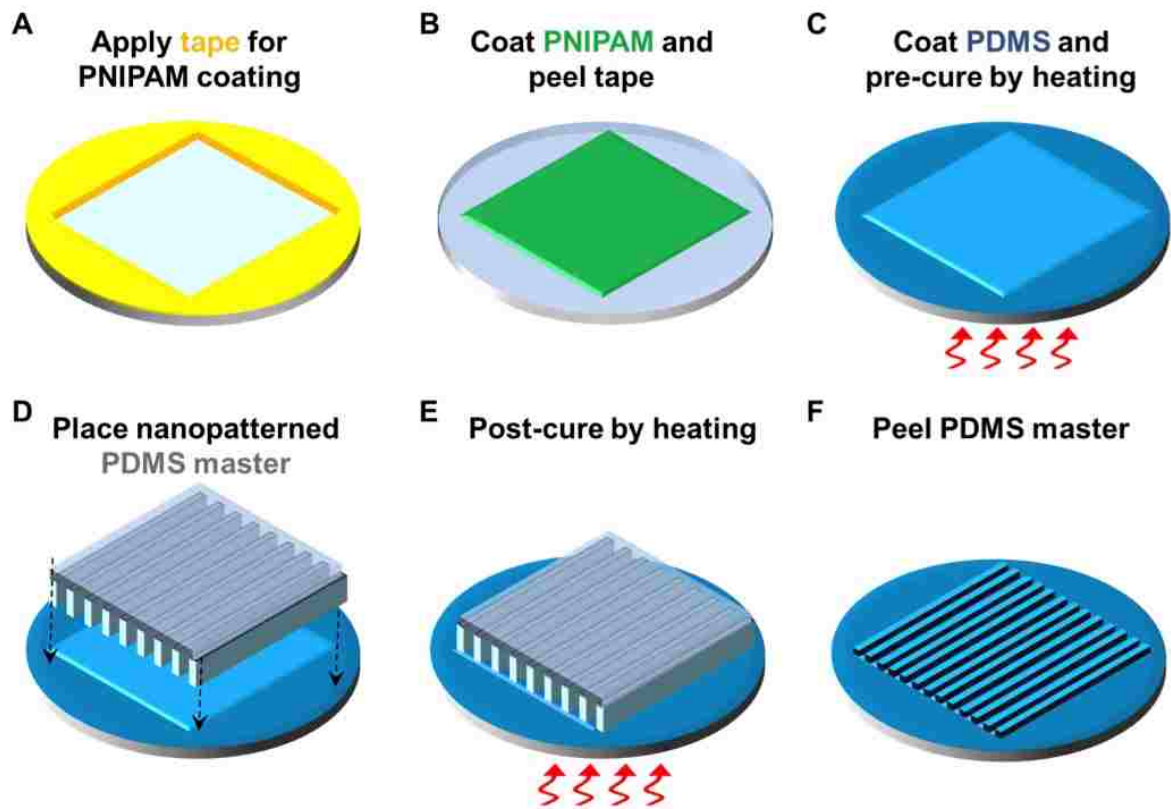 A
Apply tape for
PNIPAM coating
B
Coat PNIPAM and
peel tape
C
Coat PDMS and
pre-cure by heating
D
Place nanopatterned
PDMS master
E
Post-cure by heating
F
Peel PDMS master